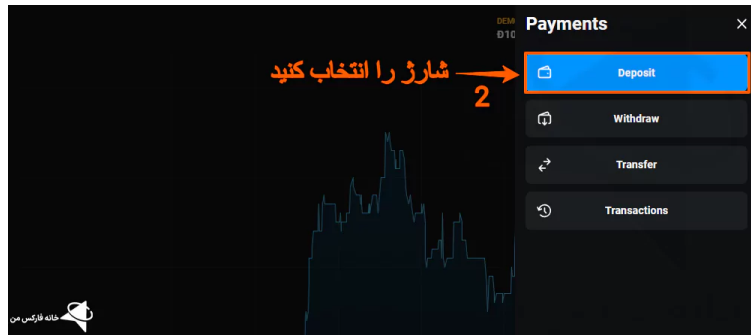 Payments
Deposit
شارژ را انتخاب کنید
2
Withdraw
Transfer
Transactions
خانه فارکس من